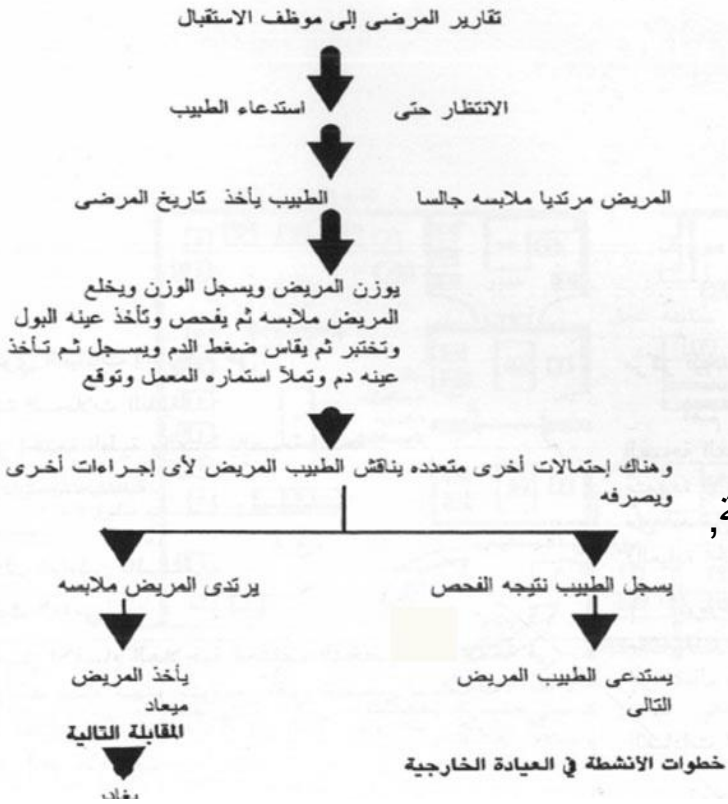 تقارير المرضى إلى موظف الاستقبال
الانتظار حتى استدعاء الطبيب
المريض مرتديا ملابسه جالسا الطبيب يأخذ تاريخ المرضى
يوزن المريض ويسجل الوزن ويخلع
المريض ملابسه ثم يفحص وتأخذ عينه البول
وتختبر ثم يقاس ضغط الدم ويسجل ثم تأخذ
عينه دم وتملأ استماره المعمل وتوقع
وهناك إحتمالات أخرى متعدده يناقش الطبيب المريض لأى إجراءات أخرى
ويصرفه
يسجل الطبيب نتيجه الفحص
يرتدى المريض ملابسه
يستدعى الطبيب المريض
التالى
يأخذ المريض
ميعاد
المقابلة التالية
خطوات الأنشطة في العيادة الخارجية
يغادر